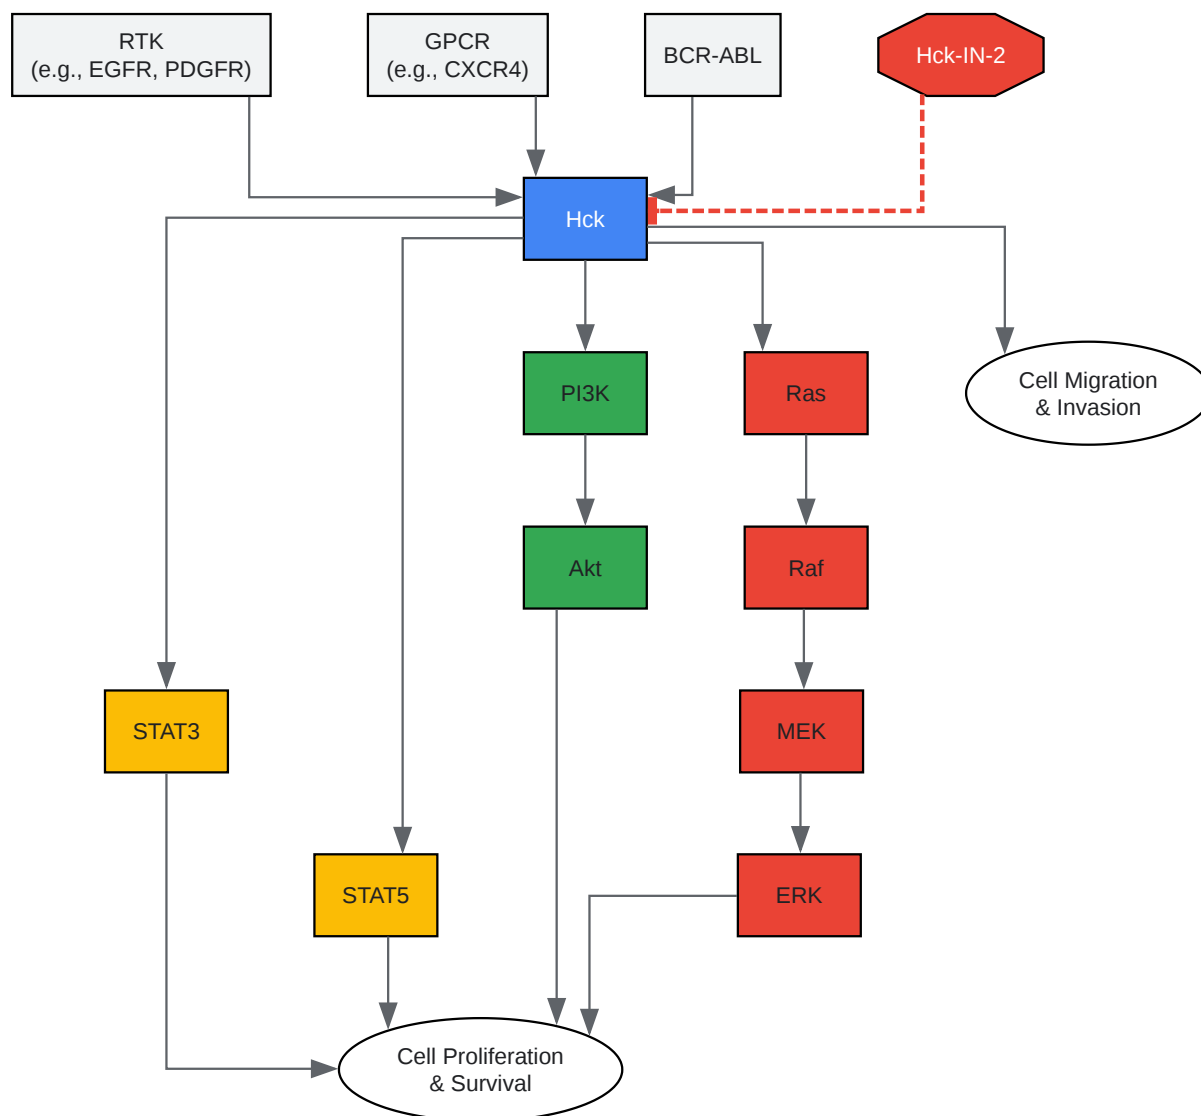 RTK
(e.g., EGFR, PDGFR)
GPCR
(e.g., CXCR4)
BCR-ABL
Hck-IN-2
Hck
PI3K
Ras
Cell Migration
& Invasion
Akt
Raf
STAT3
MEK
STAT5
ERK
Cell Proliferation
& Survival